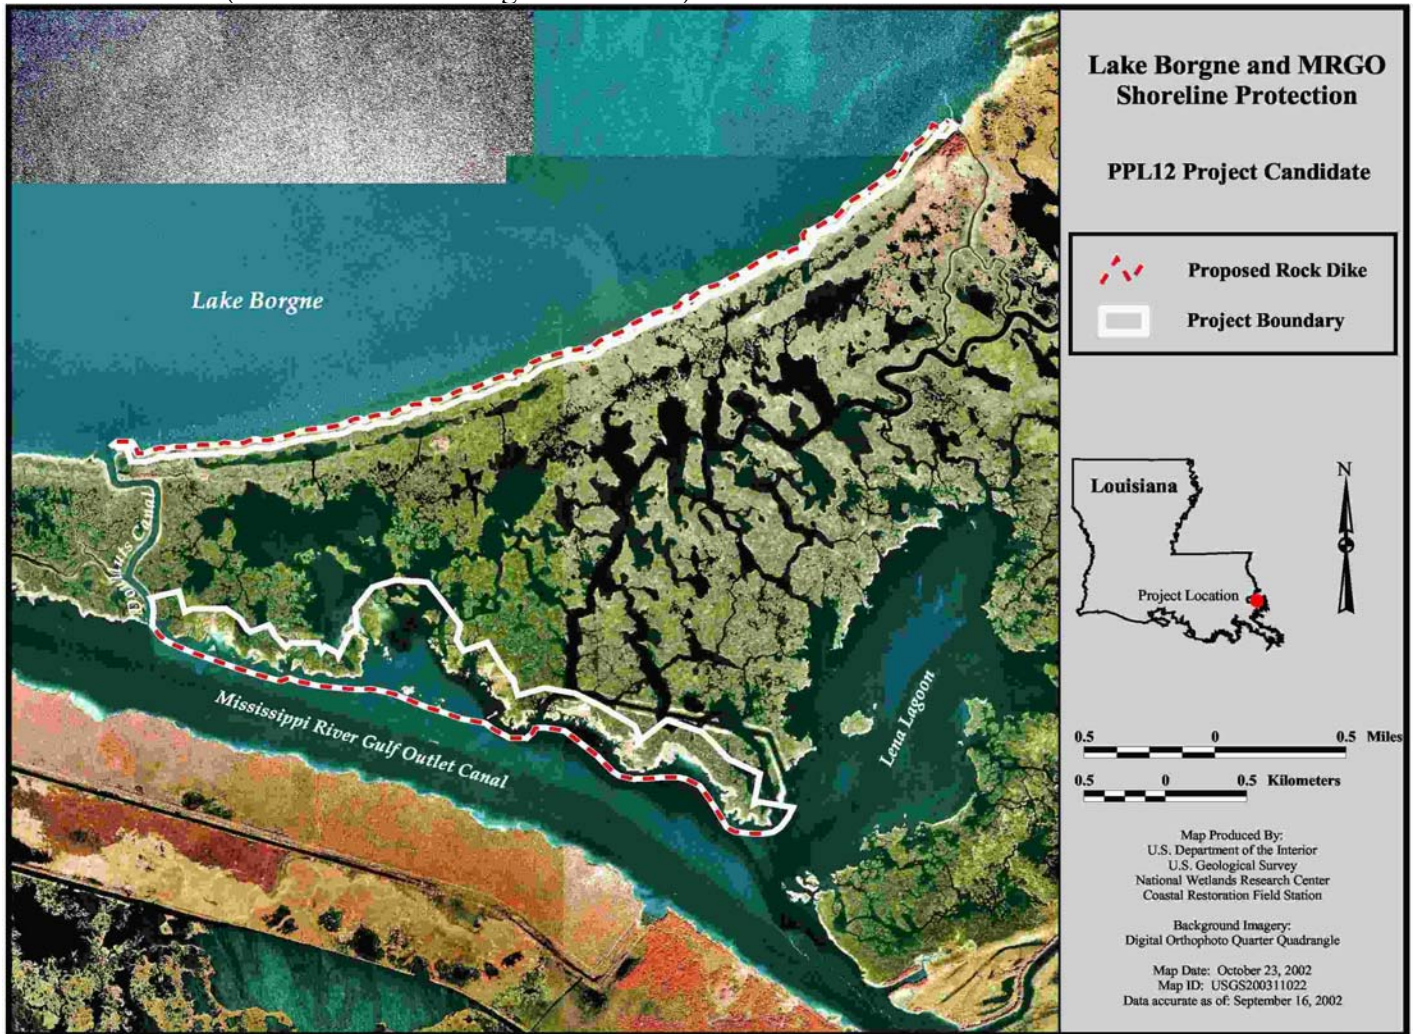 Lake Borgne and MRGO
Shoreline Protection
PPL12 Project Candidate
Proposed Rock Dike
Project Boundary
Lake Borgne
Canal
Mississippi River Gulf Outlet Canal
Lena Lagoon
Louisiana
Project Location
N
0.5 0 0.5 Miles
0.5 0 0.5 Kilometers
Map Produced By:
U.S. Department of the Interior
U.S. Geological Survey
National Wetlands Research Center
Coastal Restoration Field Station
Background Imagery:
Digital Orthophoto Quarter Quadrangle
Map Date: October 23, 2002
Map ID: USGS200311022
Data accurate as of: September 16, 2002